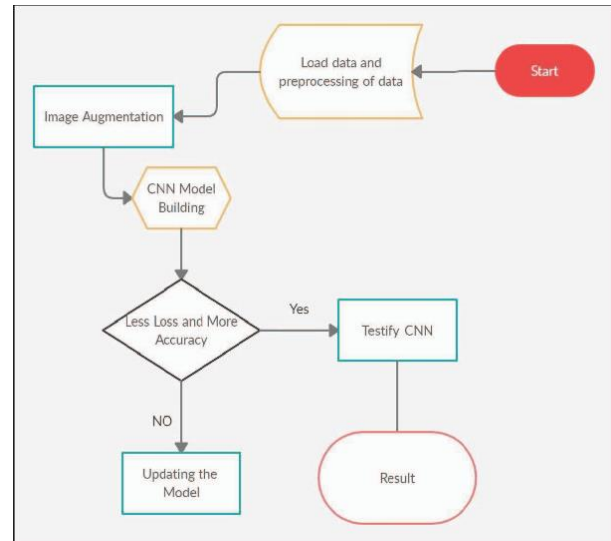 Start
Load data and
preprocessing of data
Image Augmentation
CNN Model
Building
Less Loss and More
Accuracy
Yes
Testify CNN
NO
Updating the
Model
Result